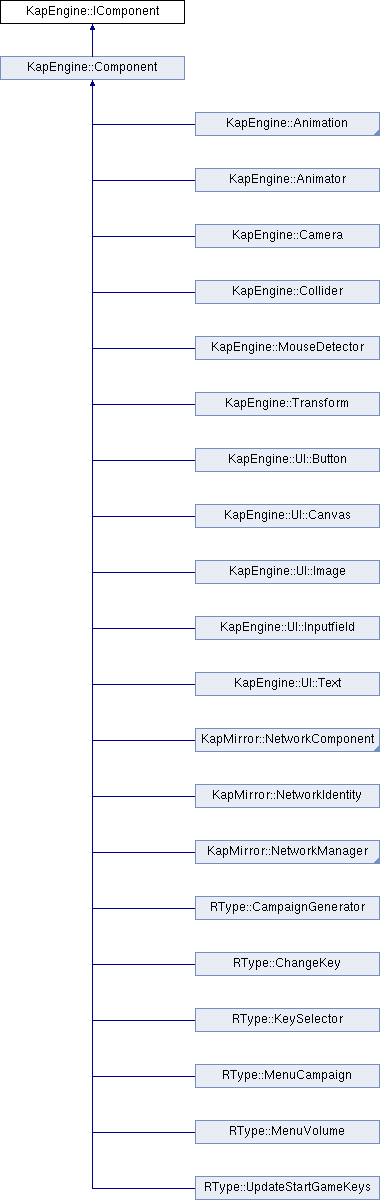 KapEngine::IComponent
KapEngine::Component
KapEngine::Animation
KapEngine::Animator
KapEngine::Camera
KapEngine::Collider
KapEngine::MouseDetector
KapEngine::Transform
KapEngine::UI::Button
KapEngine::UI::Canvas
KapEngine::UI::Image
KapEngine::UI::Inputfield
KapEngine::UI::Text
KapMirror::NetworkComponent
KapMirror::NetworkIdentity
KapMirror::NetworkManager
RType::CampaignGenerator
RType::ChangeKey
RType::KeySelector
RType::MenuCampaign
RType::MenuVolume
RType::UpdateStartGameKeys